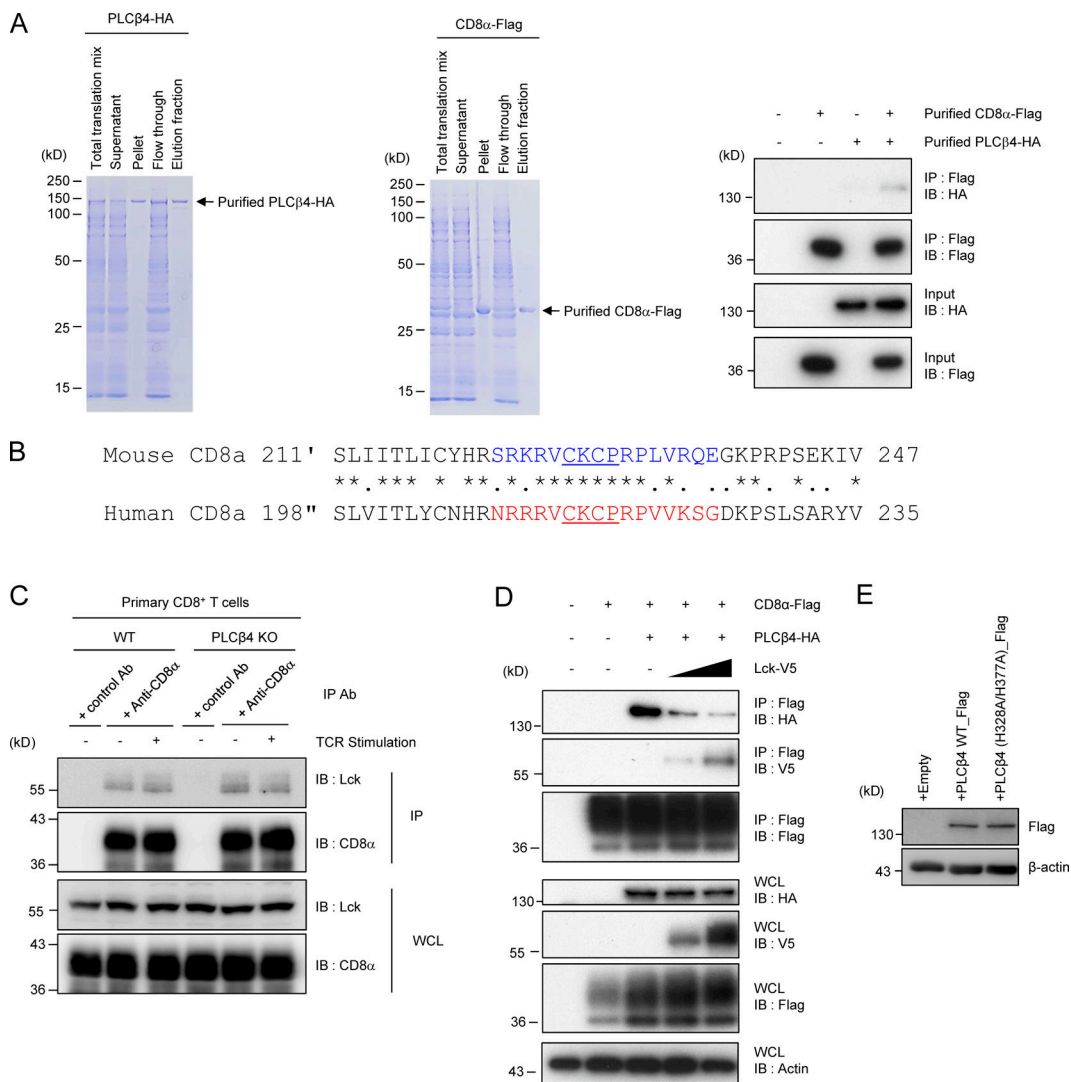 A
PLCβ4-HA
Total translation mix
Supernatant
Pellet
Flow through
Elution fraction
(kD)
250
150
100
50
25
15
Purified PLCβ4-HA
CD8α-Flag
Total translation mix
Supernatant
Pellet
Flow through
Elution fraction
(kD)
250
150
100
50
25
15
Purified CD8α-Flag
- + - + Purified CD8α-Flag
- - + + Purified PLCβ4-HA
(kD)
130
IP : Flag
IB : HA
36
IP : Flag
IB : Flag
130
Input
IB : HA
36
Input
IB : Flag
B
Mouse CD8a 211' SLIITLICYHRSRKRVCKCPRPLVRQEGKPRPSEKIV 247
**.*** * **.*.********.**. ..**.*.. *
Human CD8a 198" SLVITLYCNHRNRRRVCKCPRPVVKSGDKPSLSARYV 235
C
Primary CD8+ T cells
WT
PLCβ4 KO
+ control Ab
+ Anti-CD8α
+ control Ab
+ Anti-CD8α
IP Ab
(kD)
- - + - - + TCR Stimulation
55
IB : Lck
43
36
IB : CD8α
IP
55
IB : Lck
43
36
IB : CD8α
WCL
D
- + + + + CD8α-Flag
- - + + + PLCβ4-HA
- - - Lck-V5
(kD)
130
IP : Flag
IB : HA
55
IP : Flag
IB : V5
36
IP : Flag
IB : Flag
130
WCL
IB : HA
55
WCL
IB : V5
36
WCL
IB : Flag
43
WCL
IB : Actin
E
+Empty
+PLCβ4 WT_Flag
+PLCβ4 (H328A/H377A)_Flag
(kD)
130
Flag
43
β-actin